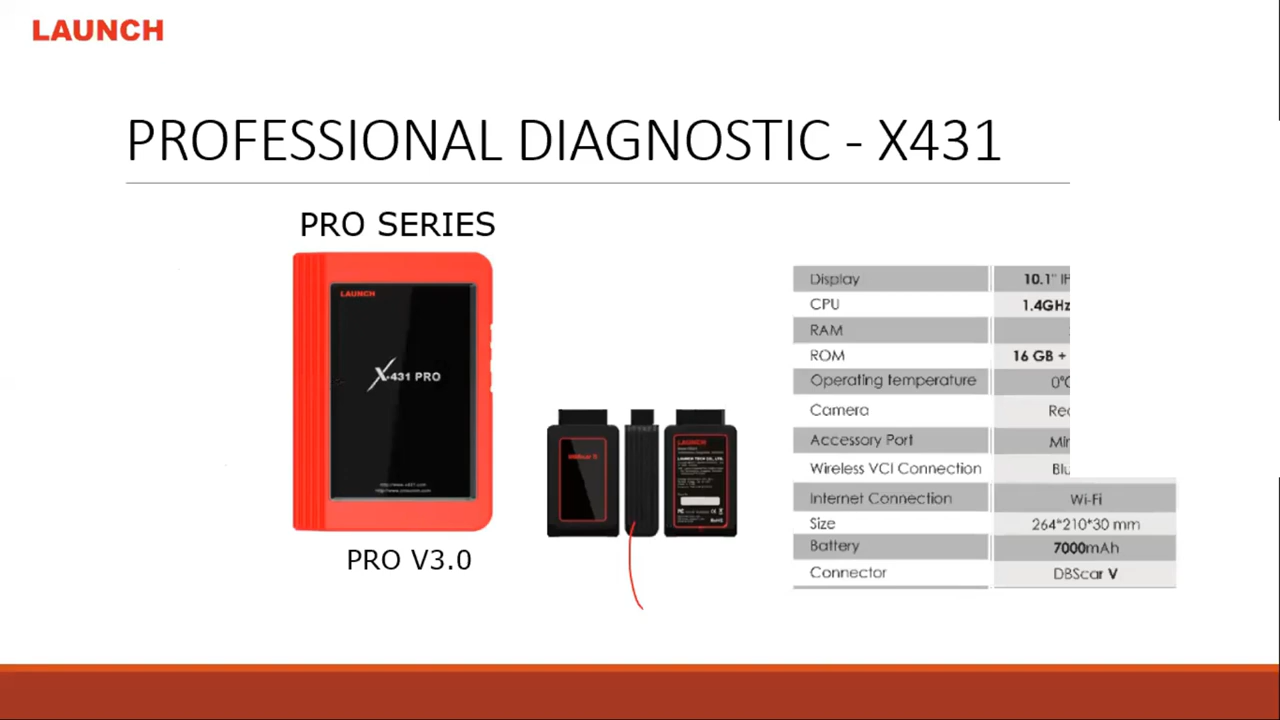 LAUNCH
PROFESSIONAL DIAGNOSTIC - X431
PRO SERIES
LAUNCH
X-431 PRO
PRO V3.0
LAUNCH
Display 10.1"
CPU 1.4GHz
RAM
ROM 16 GB +
Operating temperature 0°C
Camera
Accessory Port
Wireless VCI Connection
Internet Connection Wi-Fi
Size 264*210*30 mm
Battery 7000mAh
Connector DBScar V